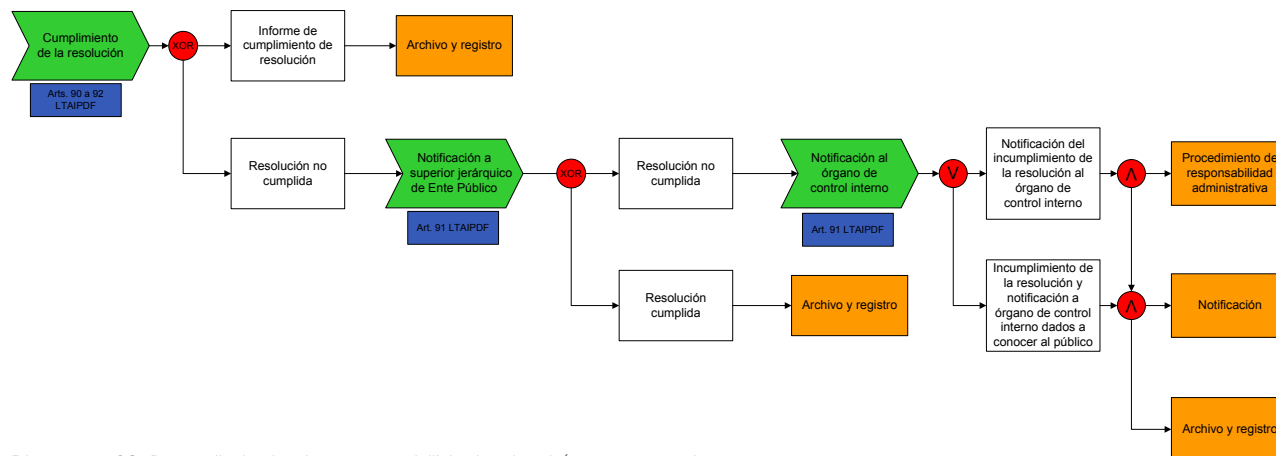 Cumplimiento
de la resolución
XOR
Informe de
cumplimiento de
resolución
Archivo y registro
Arts. 90 a 92
LTAIPDF
Resolución no
cumplida
Notificación a
superior jerárquico
de Ente Público
Art. 91 LTAIPDF
XOR
Resolución no
cumplida
Notificación al
órgano de
control interno
Art. 91 LTAIPDF
V
Notificación del
incumplimiento de
la resolución al
órgano de
control interno
Λ
Procedimiento de
responsabilidad
administrativa
Resolución
cumplida
Archivo y registro
Incumplimiento de
la resolución y
notificación a
órgano de control
interno dados a
conocer al público
Λ
Notificación
Archivo y registro